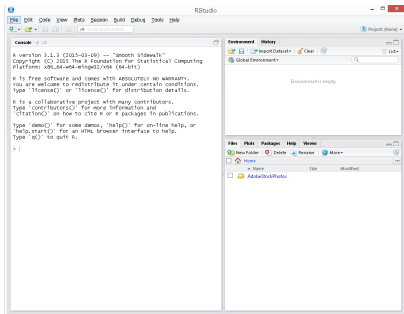 RStudio
File Edit Code View Plots Session Build Debug Tools Help
Go to file/function
Project: (None)
Console ~/
R version 3.1.3 (2015-03-09) -- "Smooth Sidewalk"
Copyright (C) 2015 The R Foundation for Statistical Computing
Platform: x86_64-w64-mingw32/x64 (64-bit)
R is free software and comes with ABSOLUTELY NO WARRANTY.
You are welcome to redistribute it under certain conditions.
Type 'license()' or 'licence()' for distribution details.
R is a collaborative project with many contributors.
Type 'contributors()' for more information and
'citation()' on how to cite R or R packages in publications.
Type 'demo()' for some demos, 'help()' for on-line help, or
'help.start()' for an HTML browser interface to help.
Type 'q()' to quit R.
>
Environment History
Import Dataset Clear List
Global Environment
Environment is empty
Files Plots Packages Help Viewer
New Folder Delete Rename More
Home
Name Size Modified
AdobeStockPhotos